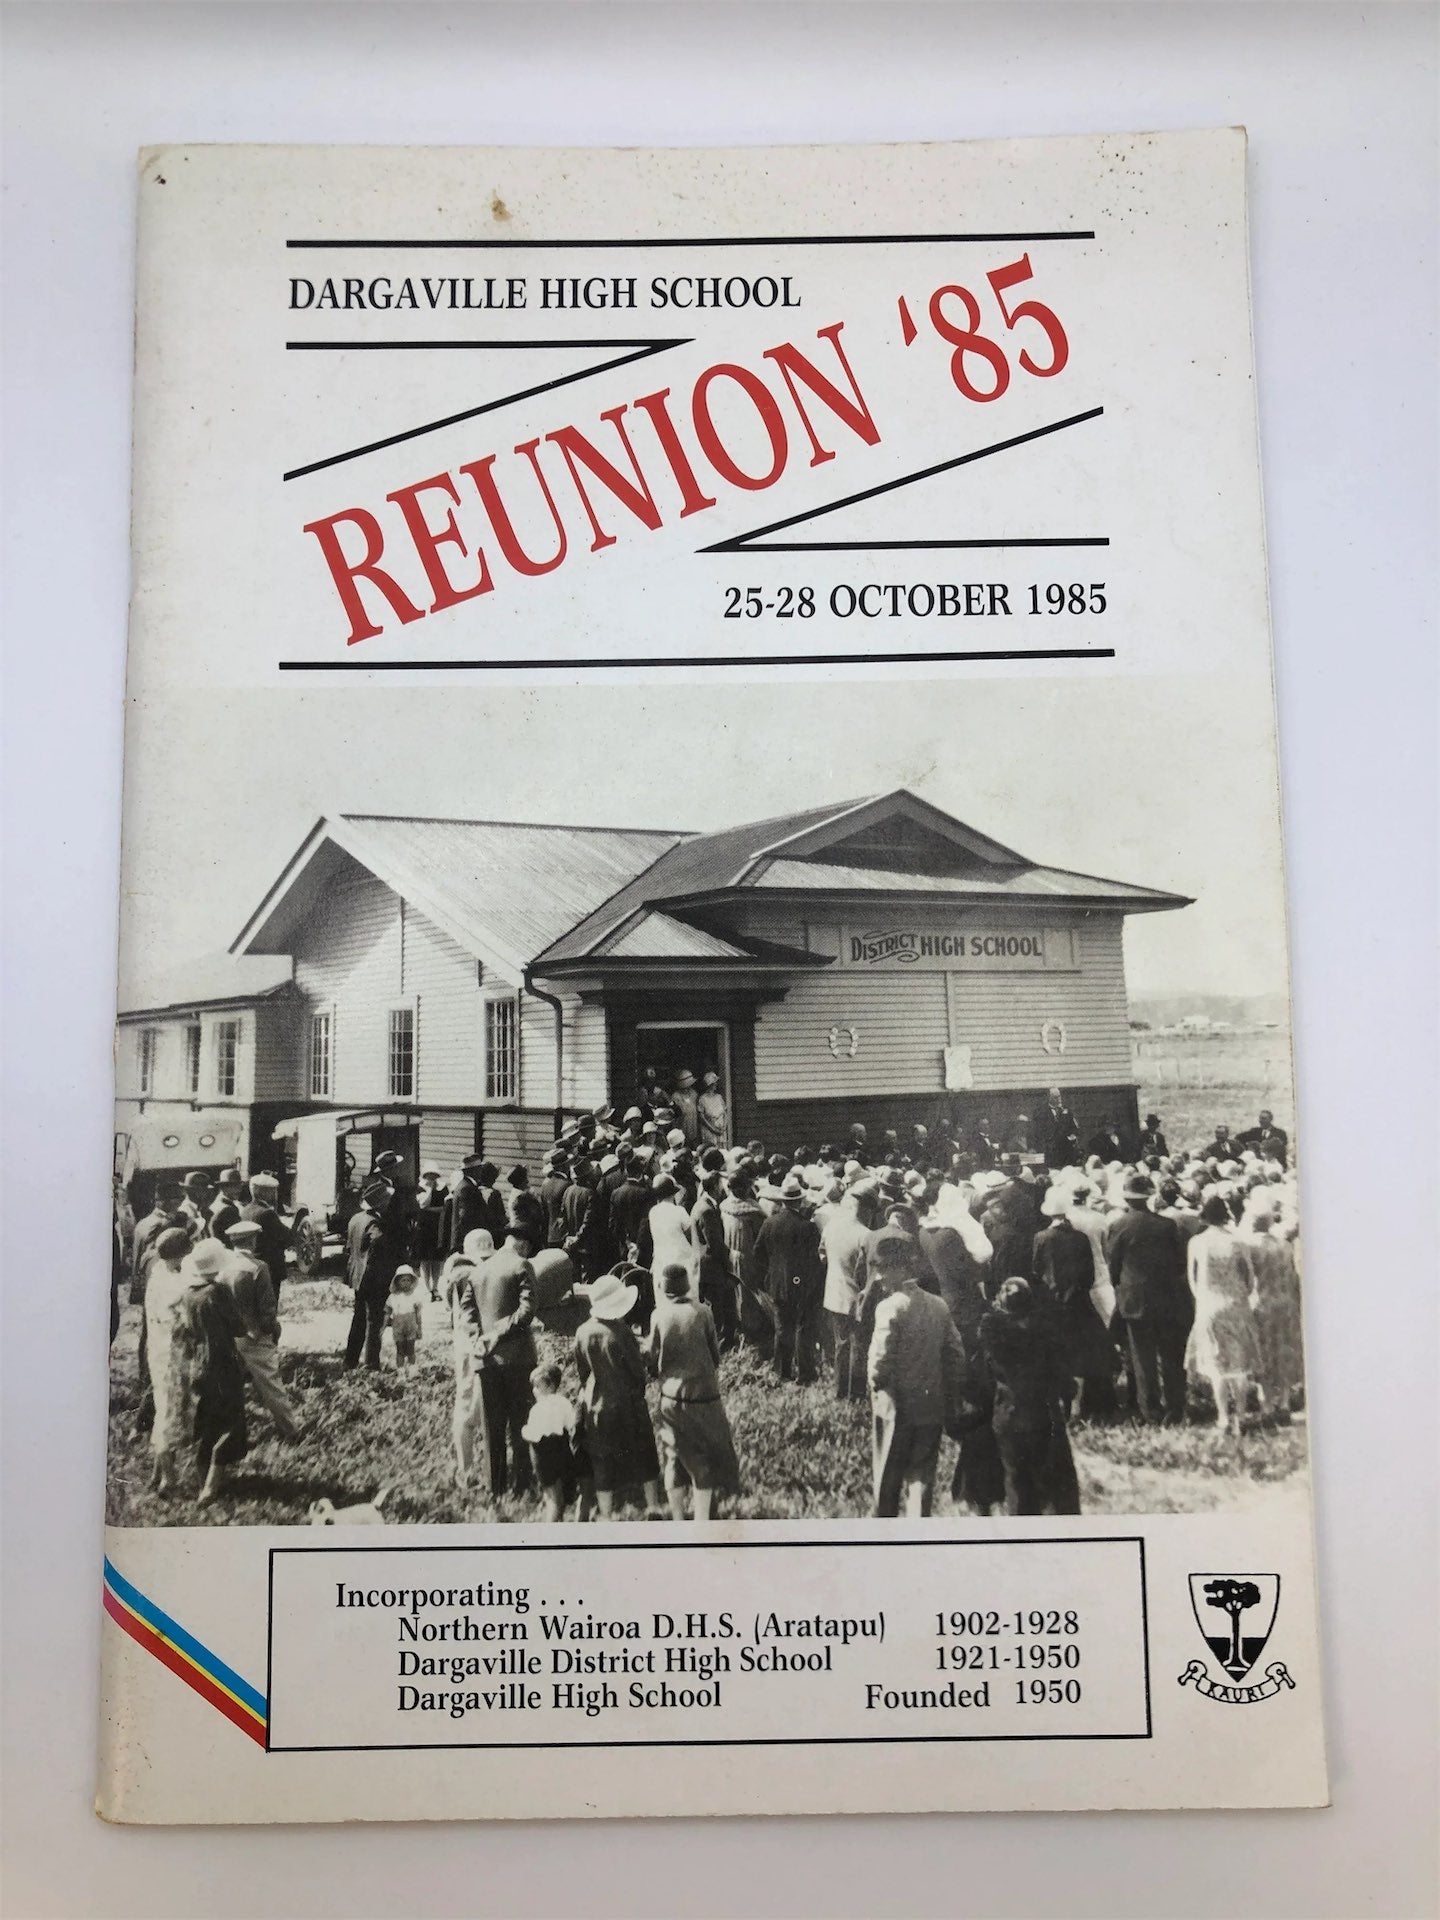 DARGAVILLE HIGH SCHOOL
REUNION '85
25-28 OCTOBER 1985
DISTRICT HIGH SCHOOL
Incorporating . . .
Northern Wairoa D.H.S. (Aratapu) 1902-1928
Dargaville District High School 1921-1950
Dargaville High School Founded 1950
KAURI